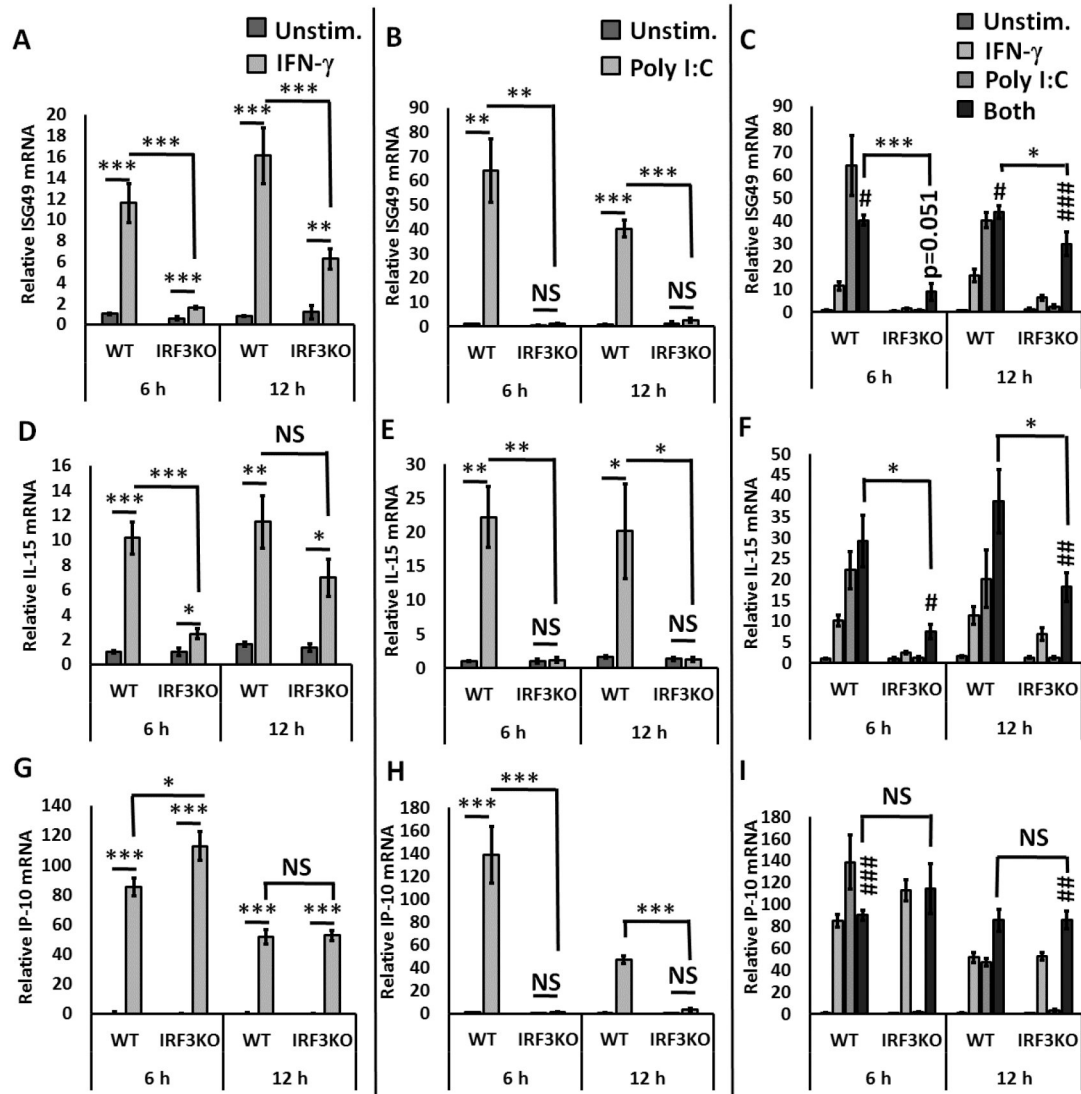 A
Unstim.
IFN-γ
Relative ISG49 mRNA
20
18
16
14
12
10
8
6
4
2
0
***
***
***
***
***
**
WT
IRF3KO
WT
IRF3KO
6 h
12 h
B
Unstim.
Poly I:C
Relative ISG49 mRNA
90
80
70
60
50
40
30
20
10
0
**
**
NS
***
***
NS
WT
IRF3KO
WT
IRF3KO
6 h
12 h
C
Unstim.
IFN-γ
Poly I:C
Both
Relative ISG49 mRNA
90
80
70
60
50
40
30
20
10
0
***
#
p=0.051
*
#
###
WT
IRF3KO
WT
IRF3KO
6 h
12 h
D
Relative IL-15 mRNA
16
14
12
10
8
6
4
2
0
***
***
*
NS
**
*
WT
IRF3KO
WT
IRF3KO
6 h
12 h
E
Relative IL-15 mRNA
30
25
20
15
10
5
0
**
**
NS
*
*
NS
WT
IRF3KO
WT
IRF3KO
6 h
12 h
F
Relative IL-15 mRNA
50
45
40
35
30
25
20
15
10
5
0
*
#
*
##
WT
IRF3KO
WT
IRF3KO
6 h
12 h
G
Relative IP-10 mRNA
140
120
100
80
60
40
20
0
*
***
***
NS
***
***
WT
IRF3KO
WT
IRF3KO
6 h
12 h
H
Relative IP-10 mRNA
180
160
140
120
100
80
60
40
20
0
***
***
NS
***
NS
WT
IRF3KO
WT
IRF3KO
6 h
12 h
I
Relative IP-10 mRNA
180
160
140
120
100
80
60
40
20
0
NS
###
NS
##
WT
IRF3KO
WT
IRF3KO
6 h
12 h